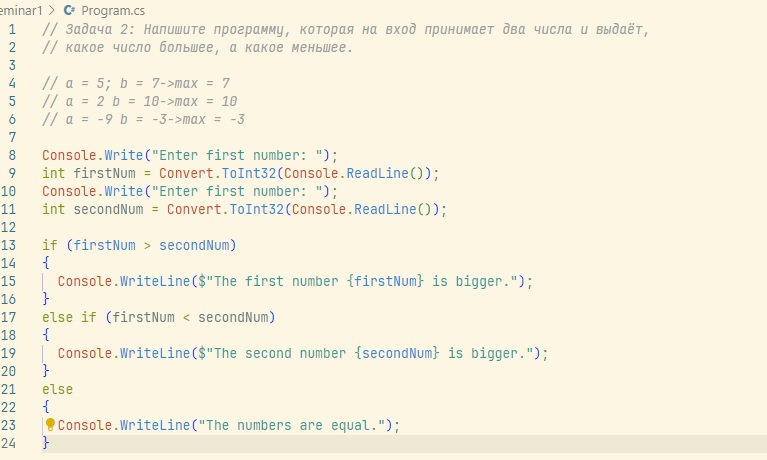 eminar1 > C# Program.cs
1 // Задача 2: Напишите программу, которая на вход принимает два числа и выдаёт,
2 // какое число большее, а какое меньшее.
3
4 // a = 5; b = 7->max = 7
5 // a = 2 b = 10->max = 10
6 // a = -9 b = -3->max = -3
7
8 Console.Write("Enter first number: ");
9 int firstNum = Convert.ToInt32(Console.ReadLine());
10 Console.Write("Enter first number: ");
11 int secondNum = Convert.ToInt32(Console.ReadLine());
12
13 if (firstNum > secondNum)
14 {
15 Console.WriteLine($"The first number {firstNum} is bigger.");
16 }
17 else if (firstNum < secondNum)
18 {
19 Console.WriteLine($"The second number {secondNum} is bigger.");
20 }
21 else
22 {
23 Console.WriteLine("The numbers are equal.");
24 }